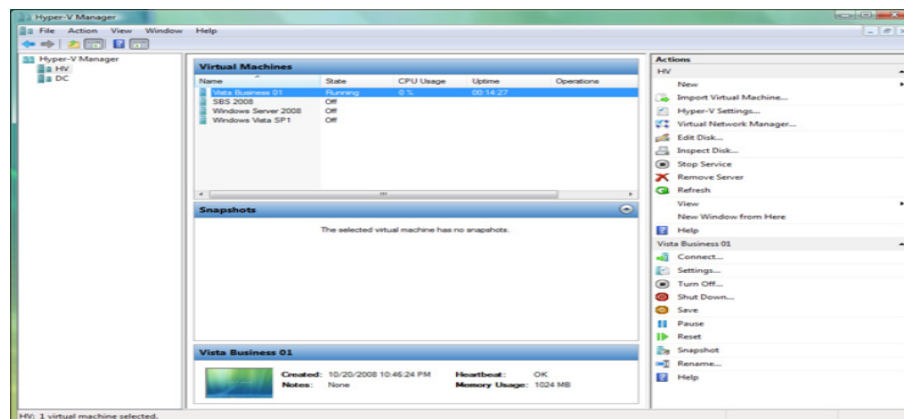 Hyper-V Manager
File Action View Window Help
Hyper-V Manager
HV
DC
Virtual Machines
Name State CPU Usage Uptime Operations
Vista Business 01 Running 0 % 00:14:27
SBS 2008 Off
Windows Server 2008 Off
Windows Vista SP1 Off
Snapshots
The selected virtual machine has no snapshots.
Vista Business 01
Created: 10/20/2008 10:46:24 PM Heartbeat: OK
Notes: None Memory Usage: 1024 MB
Actions
HV
New
Import Virtual Machine...
Hyper-V Settings...
Virtual Network Manager...
Edit Disk...
Inspect Disk...
Stop Service
Remove Server
Refresh
View
New Window from Here
Help
Vista Business 01
Connect...
Settings...
Turn Off...
Shut Down...
Save
Pause
Reset
Snapshot
Rename...
Help
HV: 1 virtual machine selected.